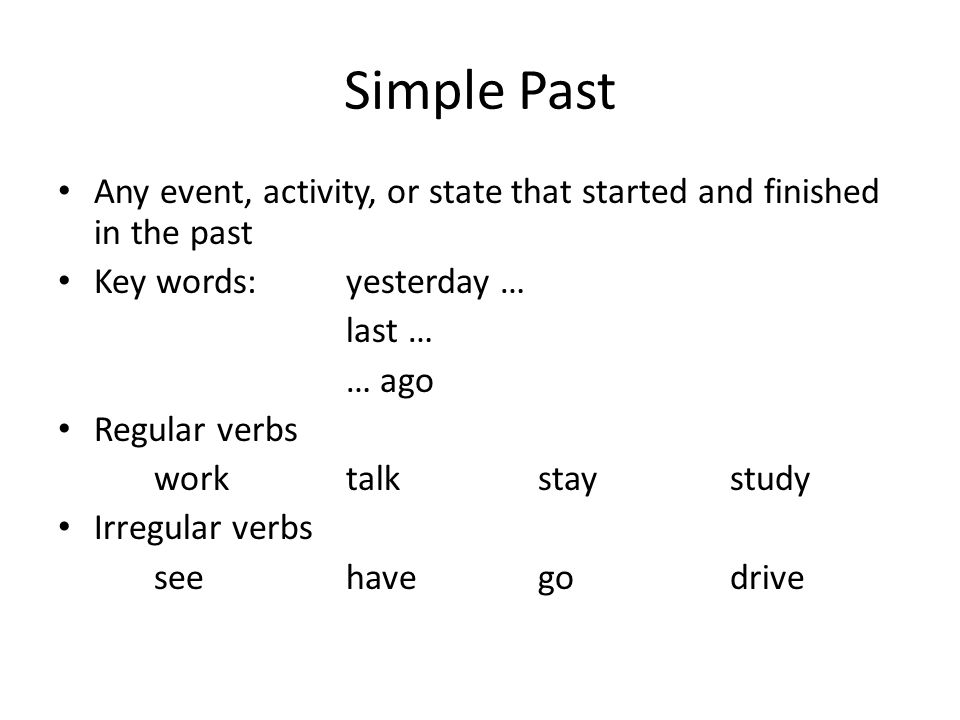 Simple Past
• Any event, activity, or state that started and finished
in the past
• Key words: yesterday …
last …
… ago
• Regular verbs
work talk stay study
• Irregular verbs
see have go drive